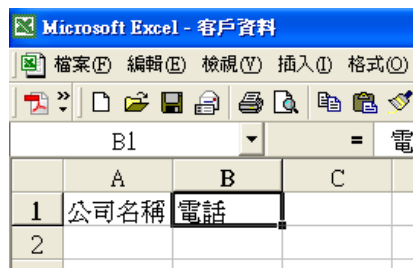 Microsoft Excel - 客戶資料
檔案(F) 編輯(E) 檢視(V) 插入(I) 格式(O)
B1 = 電
A B C
1 公司名稱 電話
2